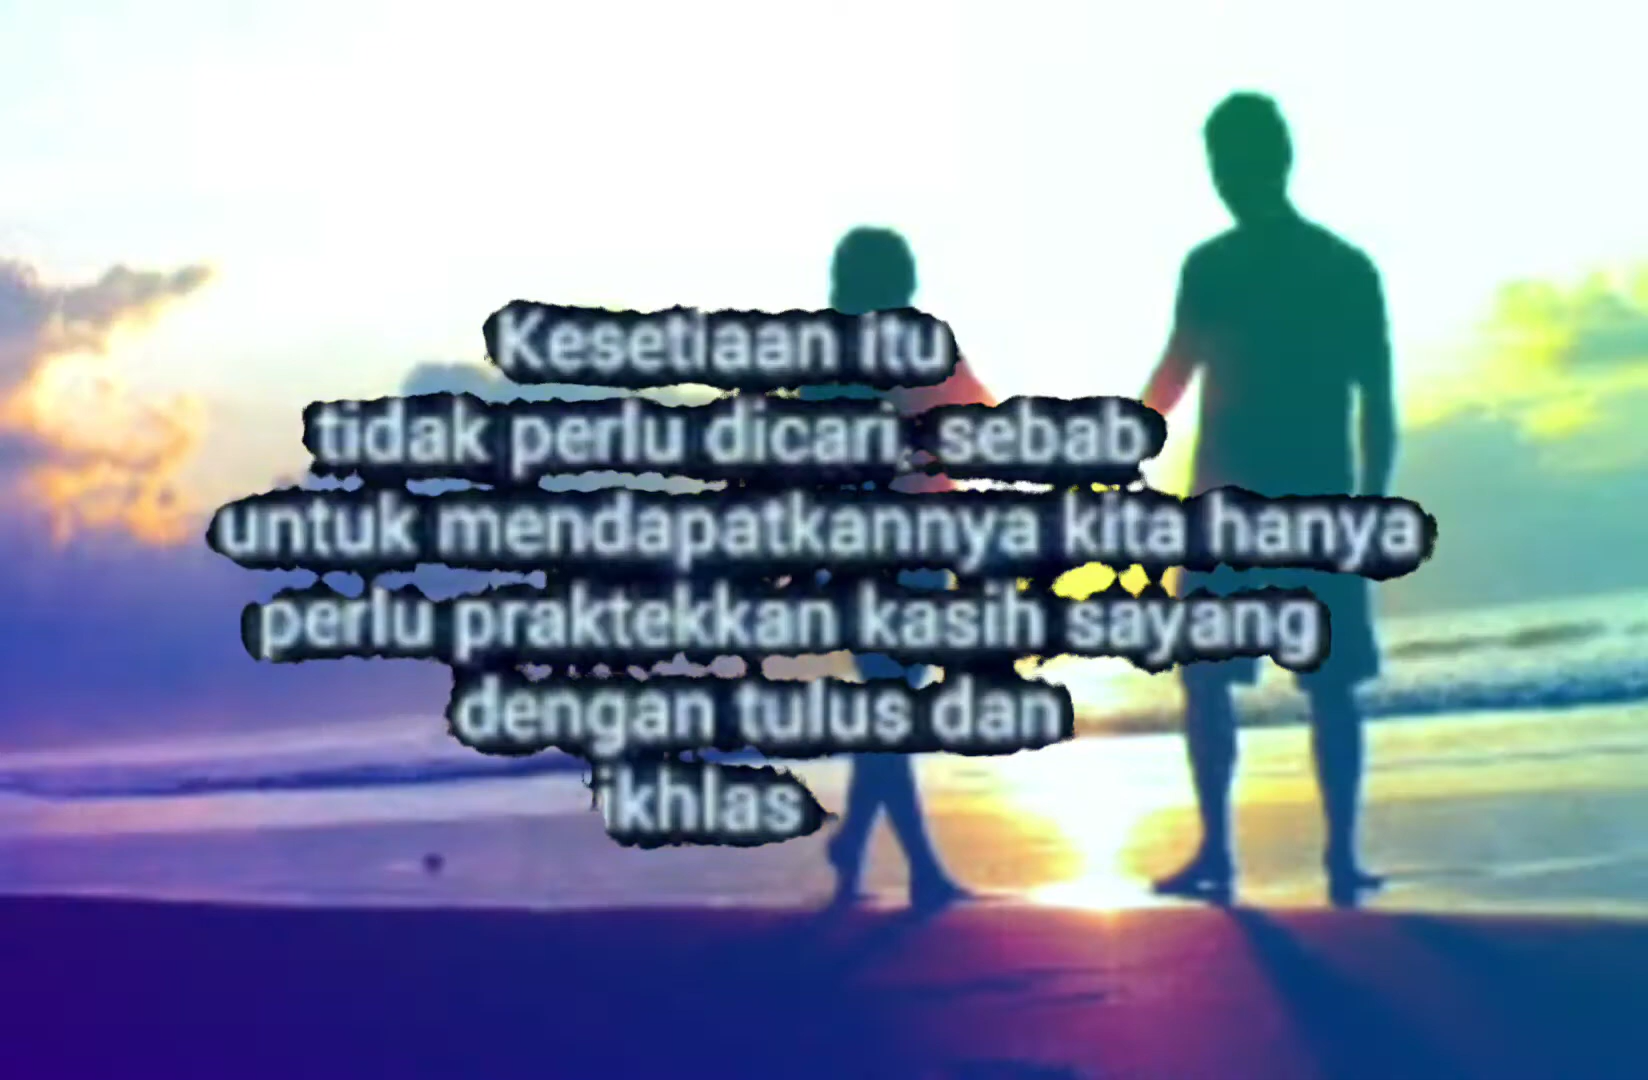 Kesetiaan itu
tidak perlu dicari, sebab
untuk mendapatkannya kita hanya
perlu praktekkan kasih sayang
dengan tulus dan
ikhlas